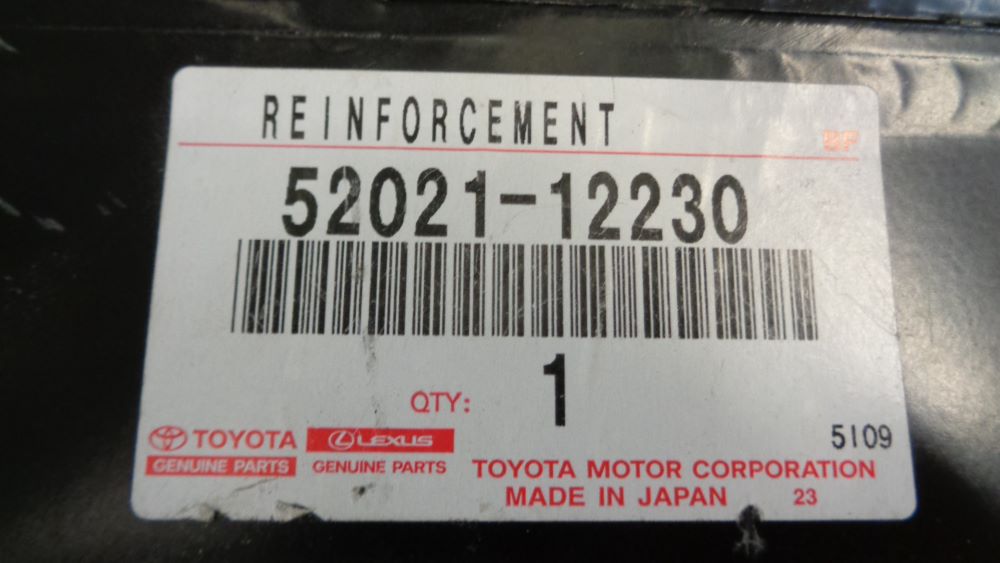 REINFORCEMENT
BF
52021-12230
QTY: 1
TOYOTA LEXUS 5109
GENUINE PARTS GENUINE PARTS TOYOTA MOTOR CORPORATION
MADE IN JAPAN 23